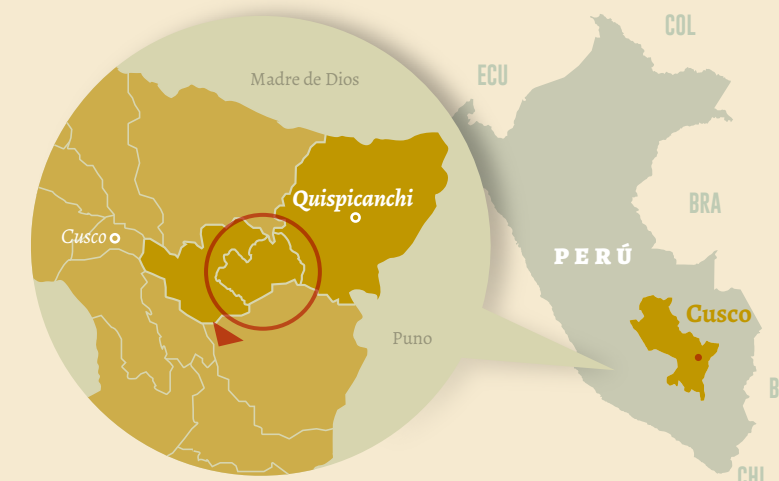 COL
ECU
Madre de Dios
BRA
Quispicanchi
Cusco
PERÚ
Cusco
Puno
B
CHI